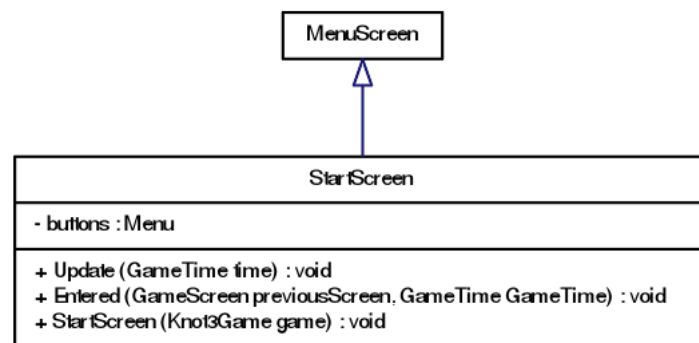 MenuScreen
StartScreen
- buttons : Menu
+ Update (GameTime time) : void
+ Entered (GameScreen previousScreen, GameTime GameTime) : void
+ StartScreen (Knot3Game game) : void